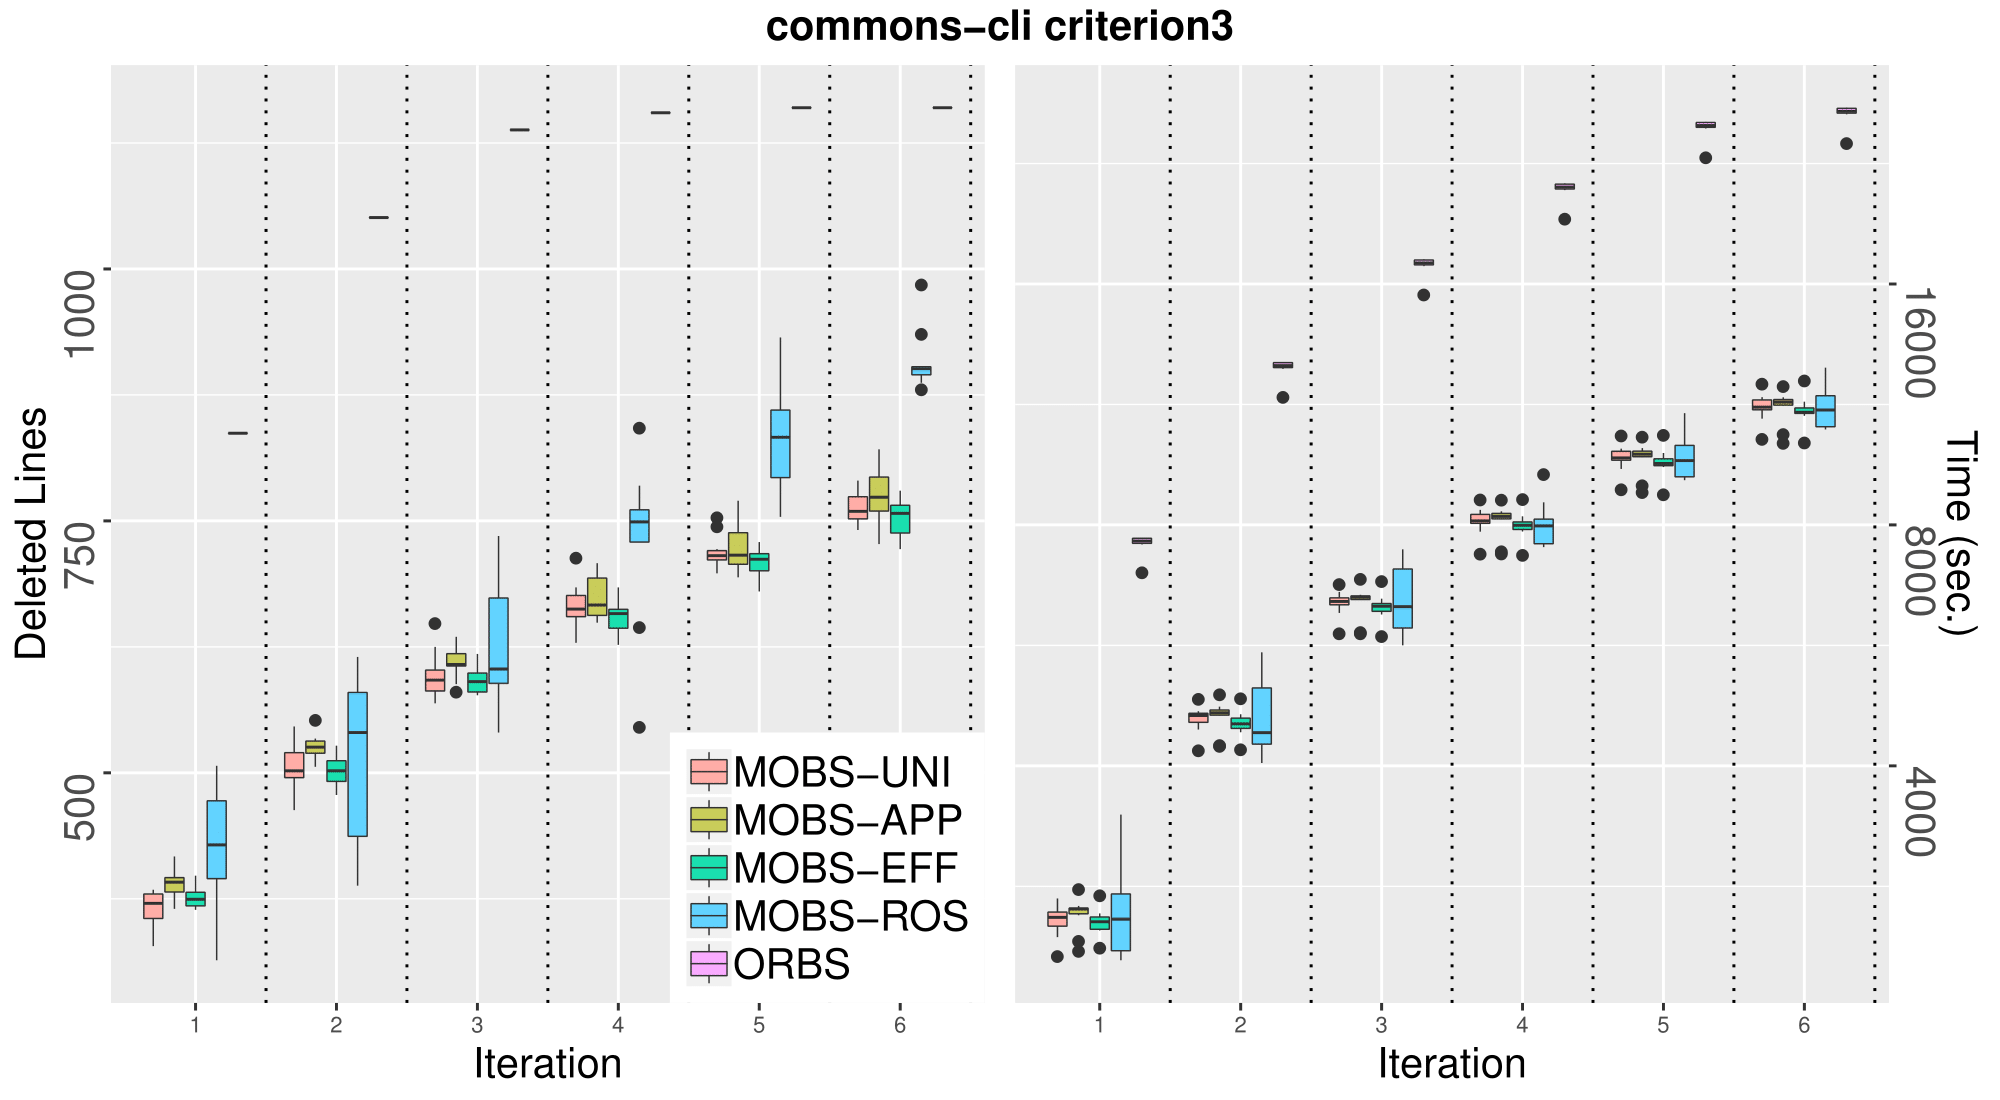 commons−cli criterion3
Deleted Lines
1000
750
500
MOBS−UNI
MOBS−APP
MOBS−EFF
MOBS−ROS
ORBS
1 2 3 4 5 6
Iteration
16000
8000
4000
Time (sec.)
1 2 3 4 5 6
Iteration